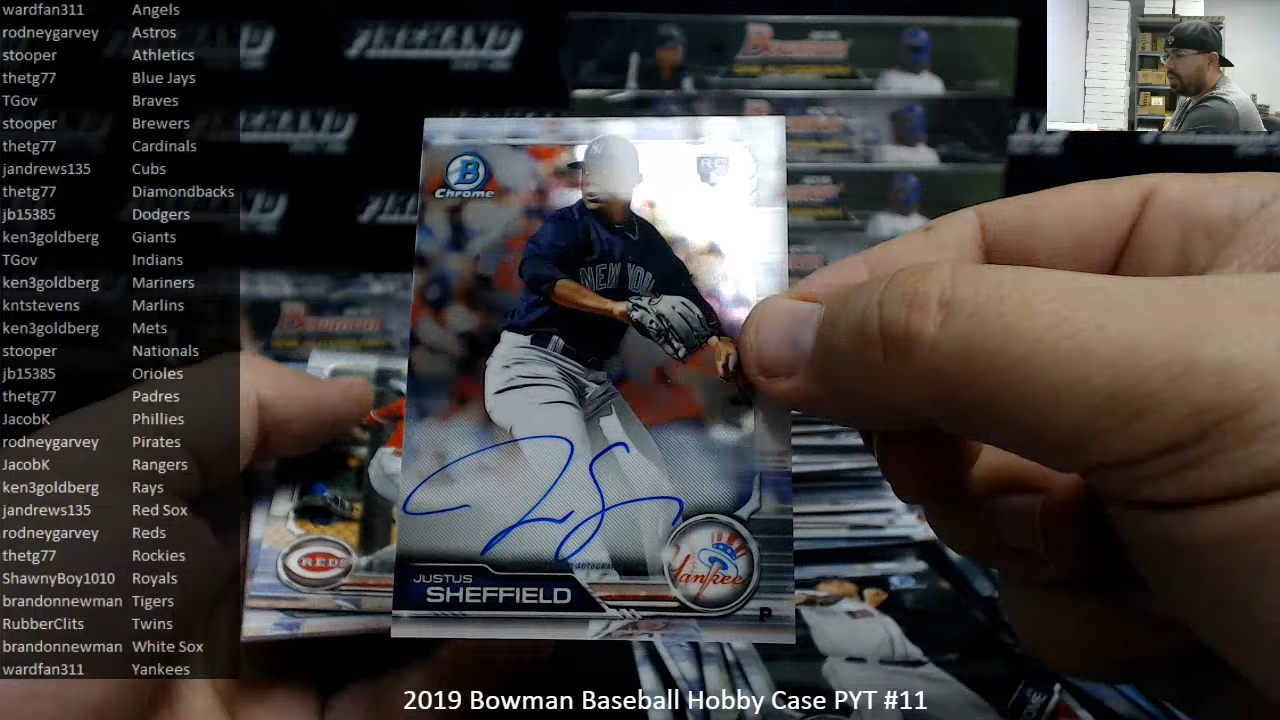 wardfan311 Angels
rodneygarvey Astros
stooper Athletics
thetg77 Blue Jays
TGov Braves
stooper Brewers
thetg77 Cardinals
jandrews135 Cubs
thetg77 Diamondbacks
jb15385 Dodgers
ken3goldberg Giants
TGov Indians
ken3goldberg Mariners
kntstevens Marlins
ken3goldberg Mets
stooper Nationals
jb15385 Orioles
thetg77 Padres
JacobK Phillies
rodneygarvey Pirates
JacobK Rangers
ken3goldberg Rays
jandrews135 Red Sox
rodneygarvey Reds
thetg77 Rockies
ShawnyBoy1010 Royals
brandonnewman Tigers
RubberClits Twins
brandonnewman White Sox
wardfan311 Yankees
FIREHAND
Bowman
B
Chrome
RC
NY
NEW YORK
REDS
Yankees
JUSTUS
SHEFFIELD
P
2019 Bowman Baseball Hobby Case PYT #11